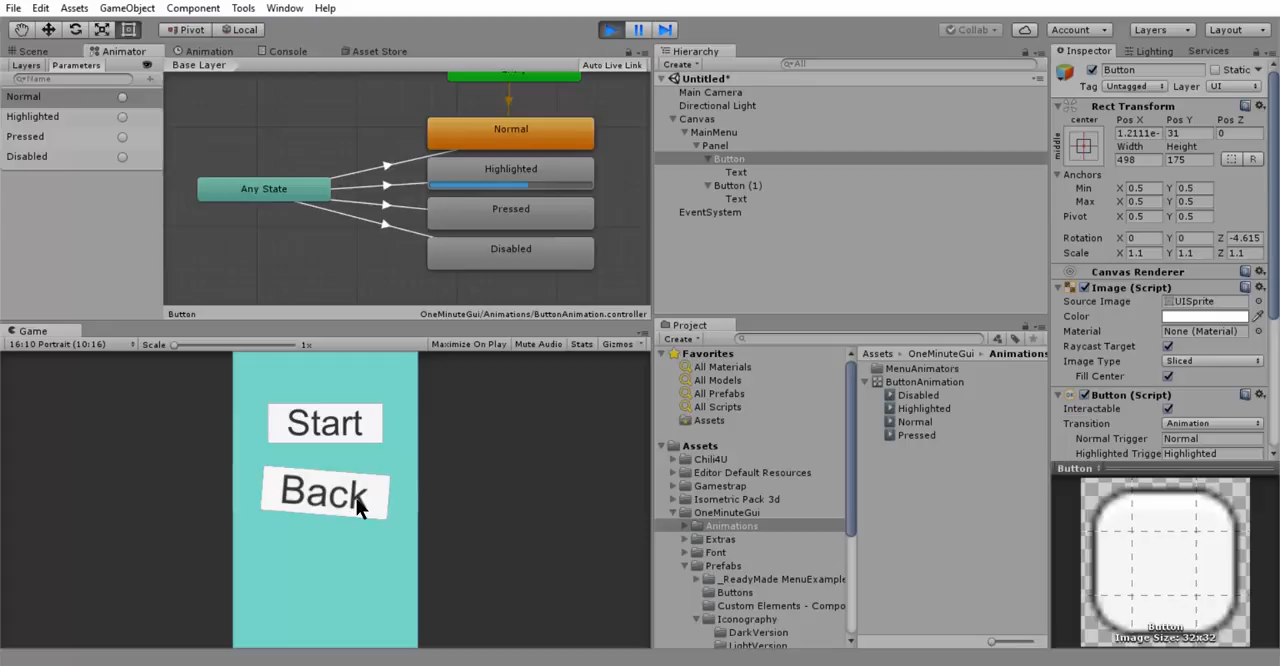 File Edit Assets GameObject Component Tools Window Help
Pivot Local Collab Account Layers Layout
Scene Animator Animation Console Asset Store
Layers Parameters Base Layer Auto Live Link
Name
Normal
Highlighted
Pressed
Disabled
Any State
Normal
Highlighted
Pressed
Disabled
Button OneMinuteGui/Animations/ButtonAnimation.controller
Game
16:10 Portrait (10:16) Scale 1x Maximize On Play Mute Audio Stats Gizmos
Start
Back
Hierarchy
Create All
Untitled*
Main Camera
Directional Light
Canvas
MainMenu
Panel
Button
Text
Button (1)
Text
EventSystem
Project
Create
Favorites
All Materials
All Models
All Prefabs
All Scripts
Assets
Assets
Chili4U
Editor Default Resources
Gamestrap
Isometric Pack 3d
OneMinuteGui
Animations
Extras
Font
Prefabs
_ReadyMade MenuExample
Buttons
Custom Elements - Compo
Iconography
DarkVersion
LightVersion
Assets OneMinuteGui Animations
MenuAnimators
ButtonAnimation
Disabled
Highlighted
Normal
Pressed
Inspector Lighting Services
Button Static
Tag Untagged Layer UI
Rect Transform
center Pos X Pos Y Pos Z
middle 1.2111e- 31 0
Width Height
498 175 R
Anchors
Min X 0.5 Y 0.5
Max X 0.5 Y 0.5
Pivot X 0.5 Y 0.5
Rotation X 0 Y 0 Z -4.615
Scale X 1.1 Y 1.1 Z 1.1
Canvas Renderer
Image (Script)
Source Image UISprite
Color
Material None (Material)
Raycast Target
Image Type Sliced
Fill Center
Button (Script)
Interactable
Transition Animation
Normal Trigger Normal
Highlighted Trigge Highlighted
Button
Button
Image Size: 32x32